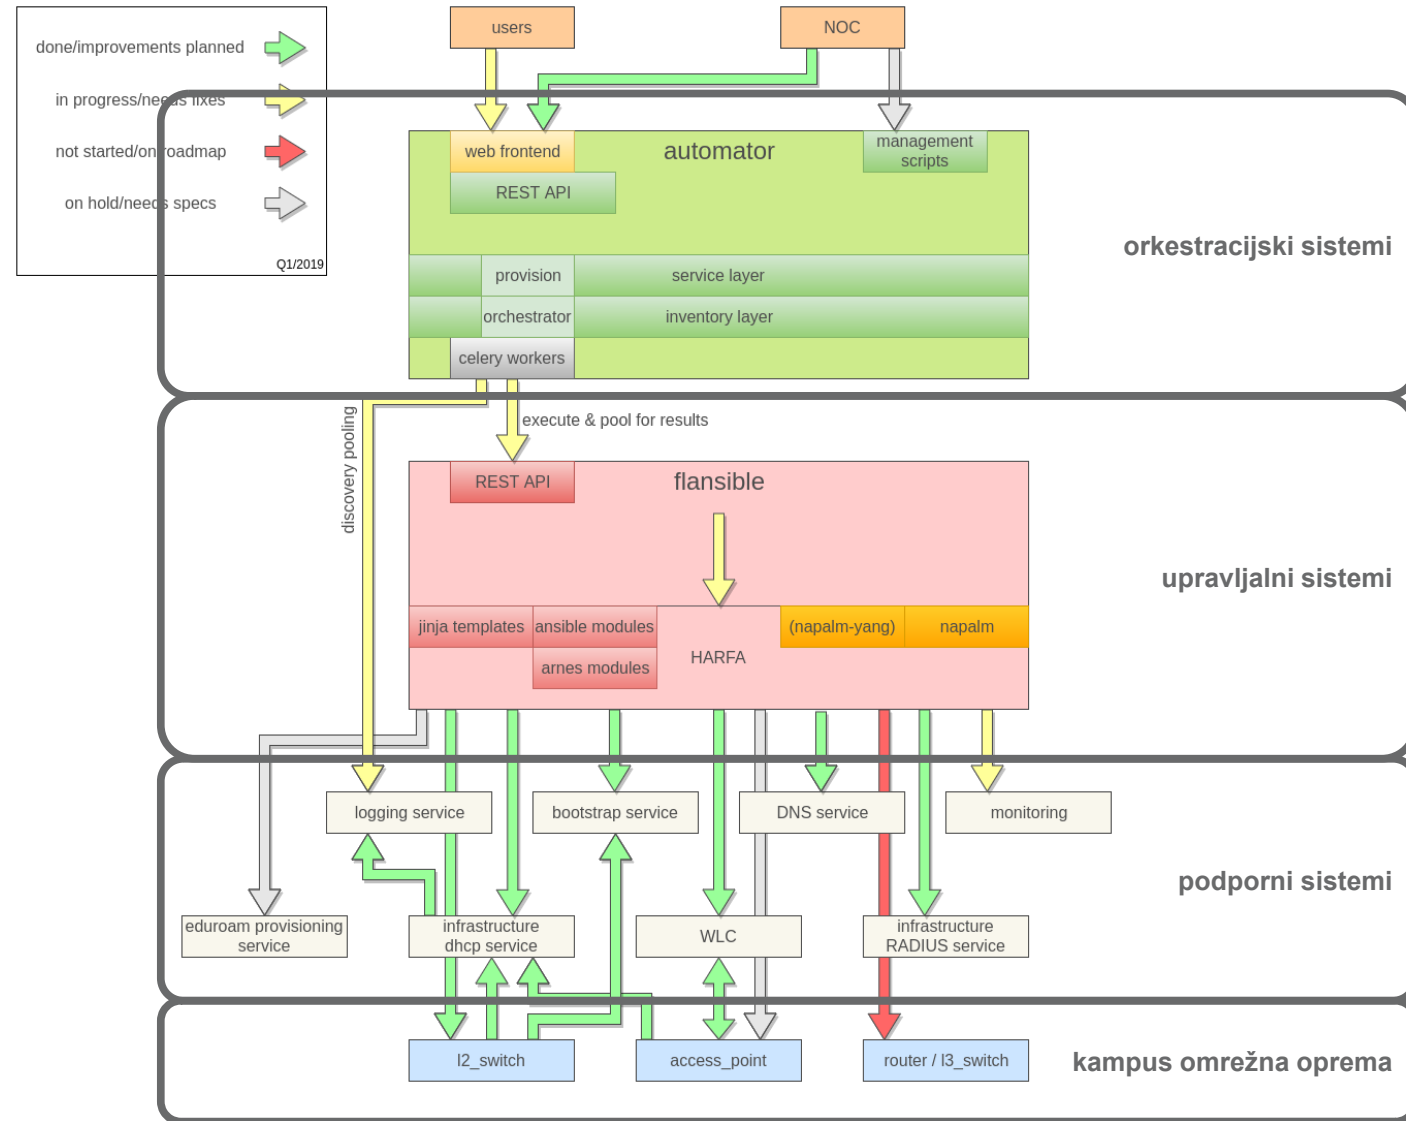 users
NOC
done/improvements planned
in progress/needs fixes
not started/on roadmap
on hold/needs specs
Q1/2019
web frontend
automator
management
scripts
REST API
orkestracijski sistemi
provision
service layer
orchestrator
inventory layer
celery workers
discovery pooling
execute & pool for results
REST API
flansible
upravljalni sistemi
jinja templates
ansible modules
(napalm-yang)
napalm
arnes modules
HARFA
logging service
bootstrap service
DNS service
monitoring
podporni sistemi
eduroam provisioning
service
infrastructure
dhcp service
WLC
infrastructure
RADIUS service
l2_switch
access_point
router / l3_switch
kampus omrežna oprema